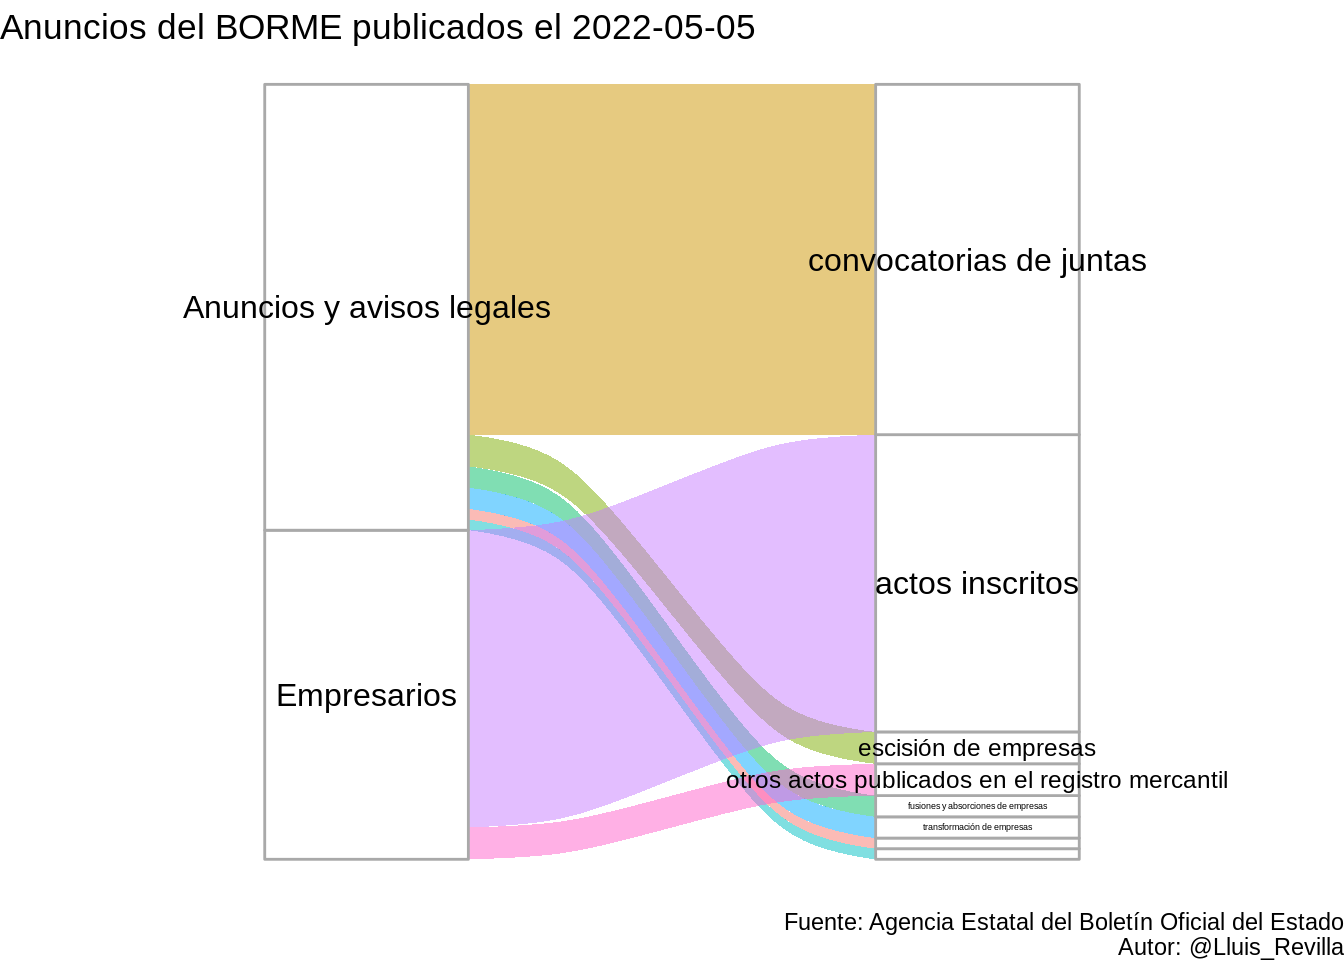 Anuncios del BORME publicados el 2022-05-05
convocatorias de juntas
Anuncios y avisos legales
actos inscritos
Empresarios
escisión de empresas
otros actos publicados en el registro mercantil
fusiones y absorciones de empresas
transformación de empresas
Fuente: Agencia Estatal del Boletín Oficial del Estado
Autor: @Lluis_Revilla